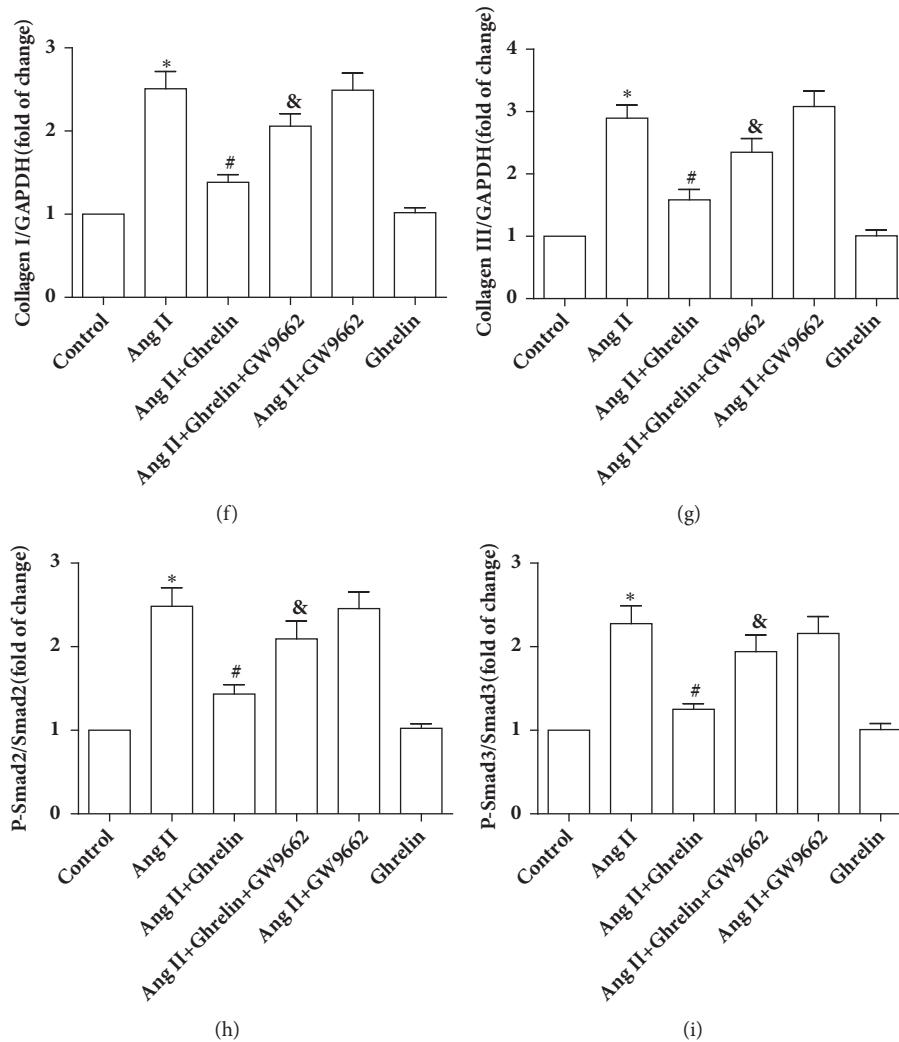 Collagen I/GAPDH(fold of change)
3
2
1
0
*
#
&
Control
Ang II
Ang II+Ghrelin
Ang II+Ghrelin+GW9662
Ang II+GW9662
Ghrelin
(f)
Collagen III/GAPDH(fold of change)
4
3
2
1
0
*
#
&
Control
Ang II
Ang II+Ghrelin
Ang II+Ghrelin+GW9662
Ang II+GW9662
Ghrelin
(g)
P-Smad2/Smad2(fold of change)
3
2
1
0
*
#
&
Control
Ang II
Ang II+Ghrelin
Ang II+Ghrelin+GW9662
Ang II+GW9662
Ghrelin
(h)
P-Smad3/Smad3(fold of change)
3
2
1
0
*
#
&
Control
Ang II
Ang II+Ghrelin
Ang II+Ghrelin+GW9662
Ang II+GW9662
Ghrelin
(i)